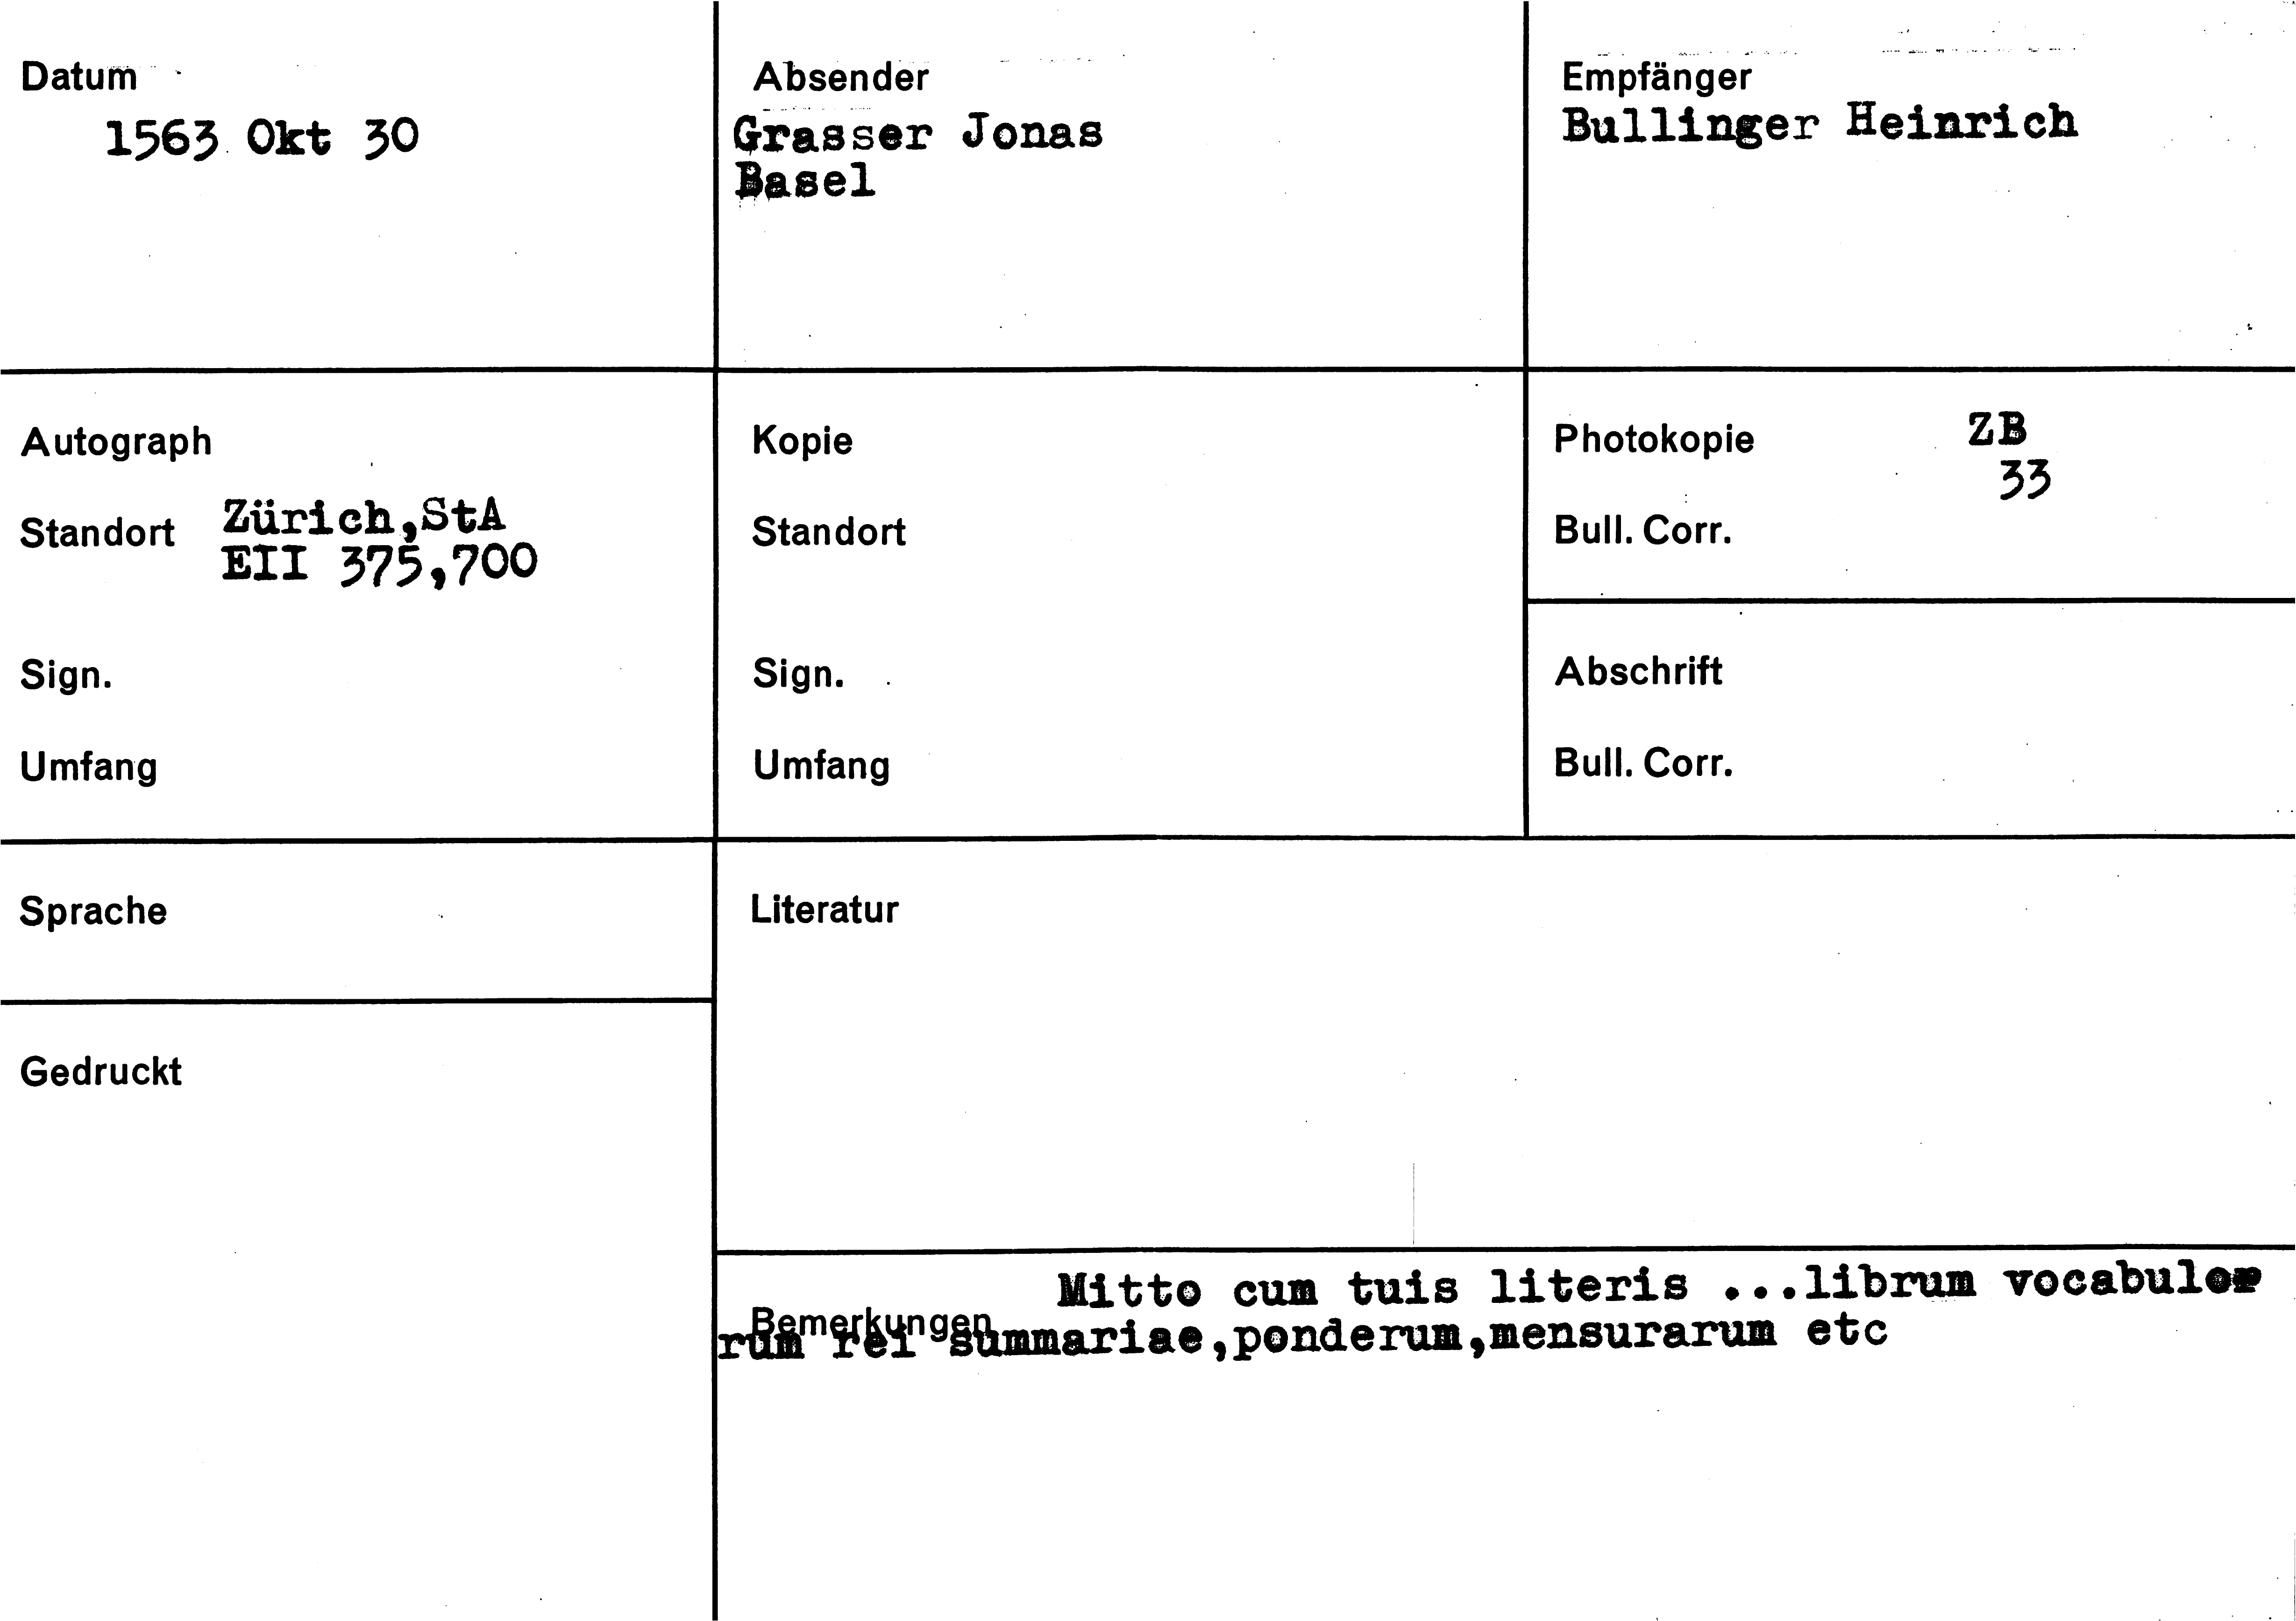 Datum
1563 Okt 30
Absender
Grasser Jonas
Basel
Empfänger
Bullinger Heinrich
Autograph
Standort Zürich,StA
EII 375,700
Sign.
Umfang
Kopie
Standort
Sign.
Umfang
Photokopie ZB
33
Bull. Corr.
Abschrift
Bull. Corr.
Sprache
Gedruckt
Literatur
Bemerkungen Mitto cum tuis literis ...librum vocabulo
rum rei summariae,ponderum,mensurarum etc